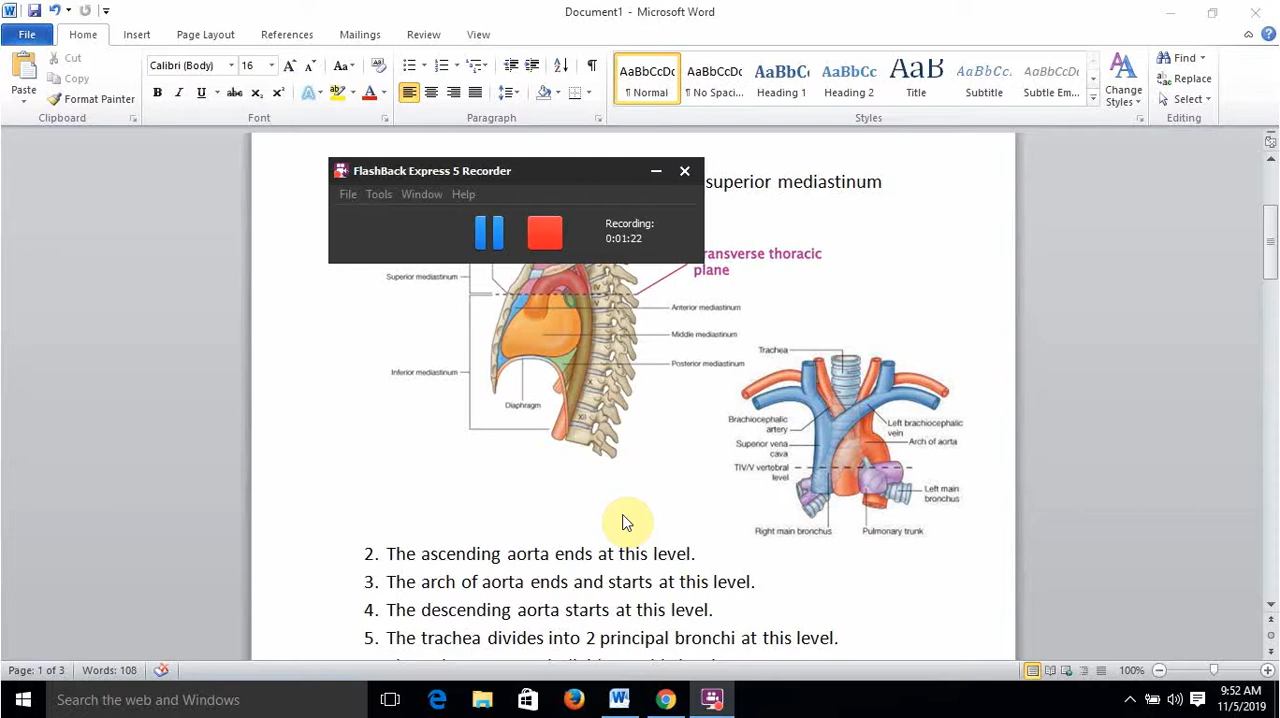 Document1 - Microsoft Word
File Home Insert Page Layout References Mailings Review View
Paste
Cut
Copy
Format Painter
Clipboard
Calibri (Body) 16
Font
Paragraph
AaBbCcDc AaBbCcDc AaBbC AaBbCc AaB AaBbCc. AaBbCcDc
¶ Normal ¶ No Spaci... Heading 1 Heading 2 Title Subtitle Subtle Em...
Styles
Change Styles
Find
Replace
Select
Editing
superior mediastinum
FlashBack Express 5 Recorder
File Tools Window Help
Recording:
0:01:22
ransverse thoracic
plane
Superior mediastinum
Anterior mediastinum
Middle mediastinum
Posterior mediastinum
Inferior mediastinum
Diaphragm
IV
V
X
XII
Trachea
Brachiocephalic
artery
Left brachiocephalic
vein
Superior vena
cava
Arch of aorta
TIV/V vertebral
level
Left main
bronchus
Right main bronchus
Pulmonary trunk
2. The ascending aorta ends at this level.
3. The arch of aorta ends and starts at this level.
4. The descending aorta starts at this level.
5. The trachea divides into 2 principal bronchi at this level.
Page: 1 of 3 Words: 108
100%
Search the web and Windows
9:52 AM
11/5/2019